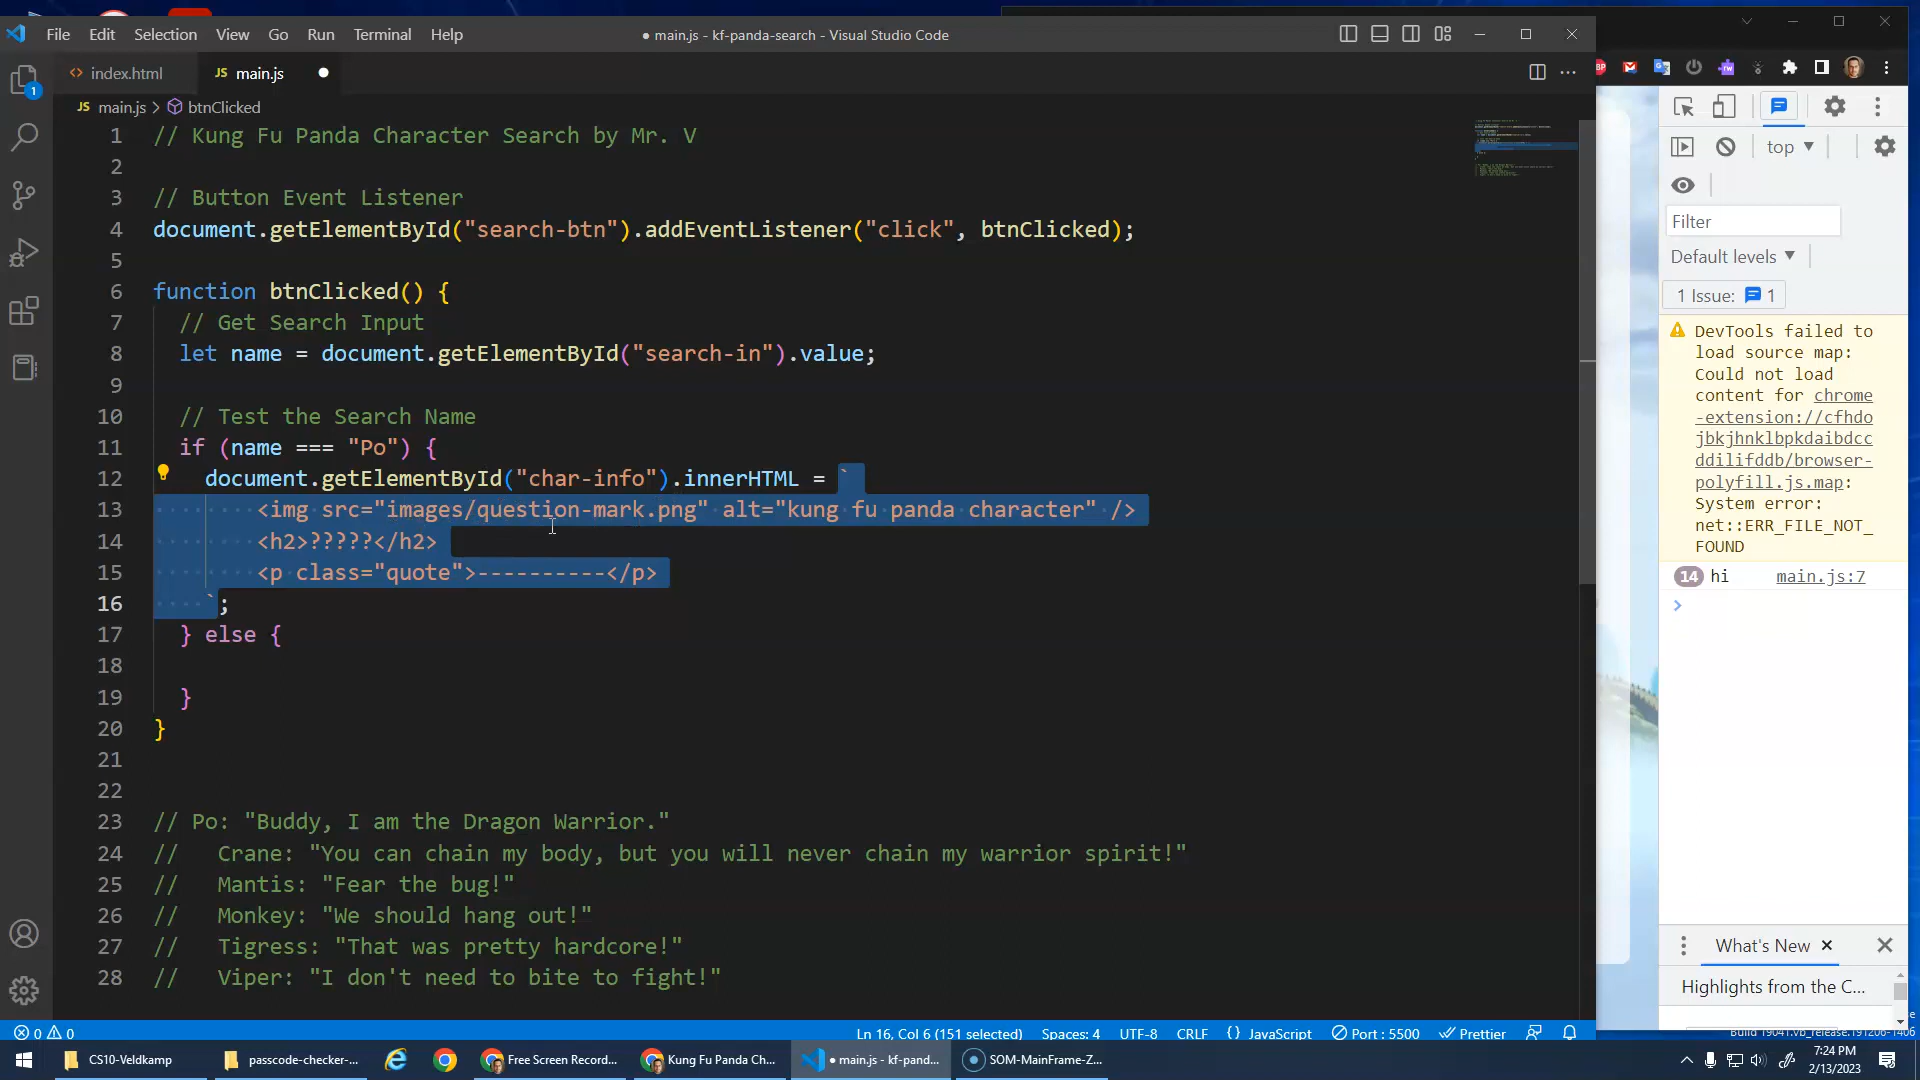 File Edit Selection View Go Run Terminal Help
● main.js - kf-panda-search - Visual Studio Code
<> index.html
JS main.js ●
JS main.js > btnClicked
1 // Kung Fu Panda Character Search by Mr. V
2
3 // Button Event Listener
4 document.getElementById("search-btn").addEventListener("click", btnClicked);
5
6 function btnClicked() {
7 // Get Search Input
8 let name = document.getElementById("search-in").value;
9
10 // Test the Search Name
11 if (name === "Po") {
12 document.getElementById("char-info").innerHTML = `
13 <img src="images/question-mark.png" alt="kung fu panda character" />
14 <h2>?????</h2>
15 <p class="quote">----------</p>
16 `;
17 } else {
18
19 }
20 }
21
22
23 // Po: "Buddy, I am the Dragon Warrior."
24 // Crane: "You can chain my body, but you will never chain my warrior spirit!"
25 // Mantis: "Fear the bug!"
26 // Monkey: "We should hang out!"
27 // Tigress: "That was pretty hardcore!"
28 // Viper: "I don't need to bite to fight!"
1
0 0
Ln 16, Col 6 (151 selected) Spaces: 4 UTF-8 CRLF {} JavaScript Port : 5500 Prettier
top ▼
Filter
Default levels ▼
1 Issue: 1
DevTools failed to
load source map:
Could not load
content for chrome
-extension://cfhdo
jbkjhnklbpkdaibdcc
ddilifddb/browser-
polyfill.js.map:
System error:
net::ERR_FILE_NOT_
FOUND
14 hi main.js:7
>
What's New ×
Highlights from the C...
CS10-Veldkamp
passcode-checker-...
Free Screen Record...
Kung Fu Panda Ch...
● main.js - kf-pand...
SOM-MainFrame-Z...
7:24 PM
2/13/2023